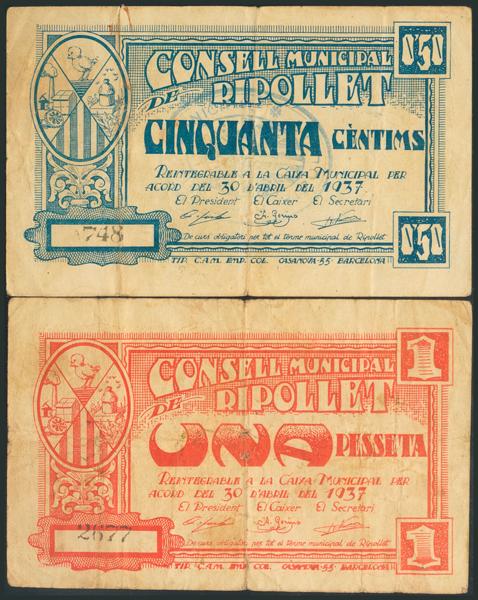 CONSELL MUNICIPAL 0'50
DE RIPOLLET
CINQUANTA CÈNTIMS
REINTEGRABLE A LA CAIXA MUNICIPAL PER
ACORD DEL 30 D'ABRIL DEL 1937
El President El Caixer El Secretari
748
De curs obligatori per tot el terme municipal de Ripollet
0'50
TIP. C.A.M. EMP. COL. CASANOVA-55-BARCELONA
CONSELL MUNICIPAL 1
DE RIPOLLET
UNA PESSETA
REINTEGRABLE A LA CAIXA MUNICIPAL PER
ACORD DEL 30 D'ABRIL DEL 1937
El President El Caixer El Secretari
2677
De curs obligatori per tot el terme municipal de Ripollet
1
TIP. C.A.M. EMP. COL. CASANOVA-55-BARCELONA